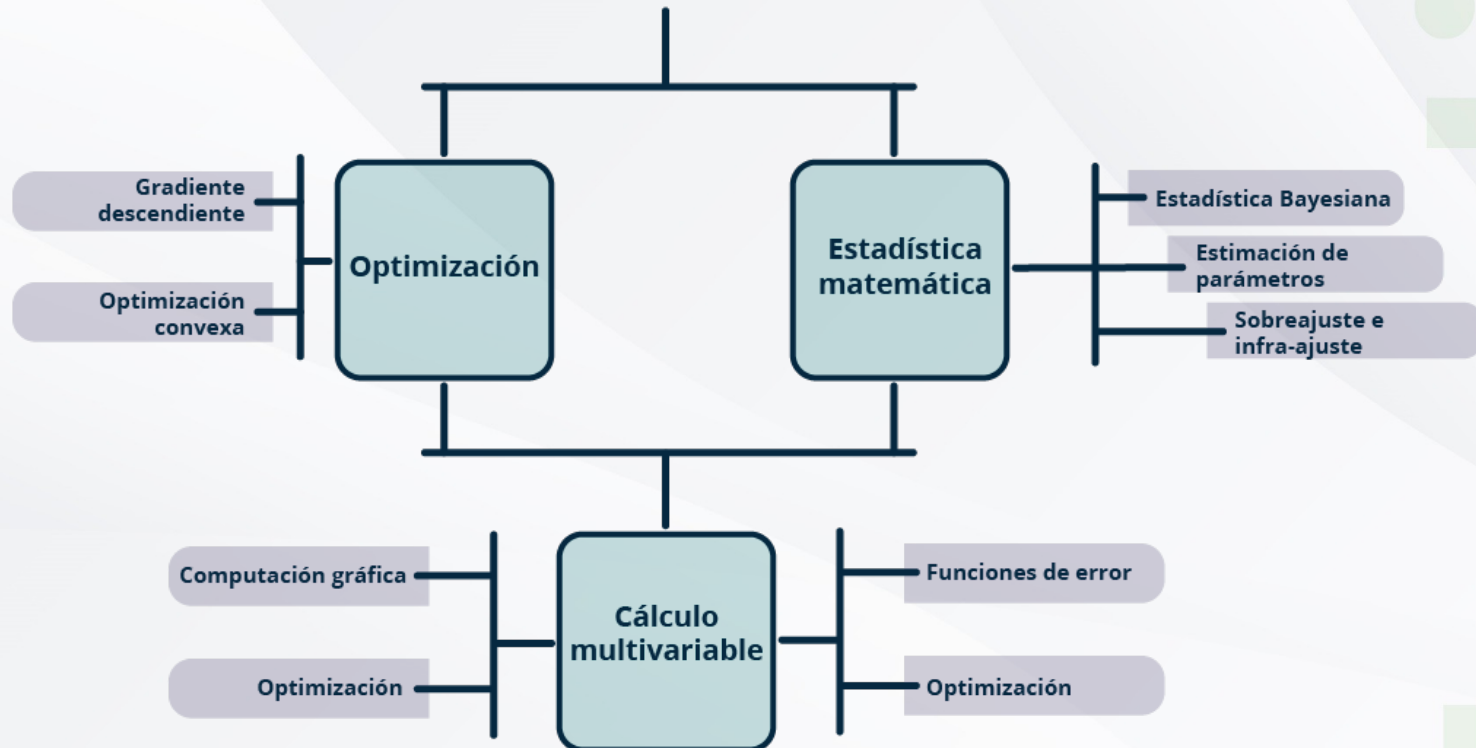 Gradiente
descendiente
Optimización
convexa
Optimización
Estadística
matemática
Estadística Bayesiana
Estimación de
parámetros
Sobreajuste e
infra-ajuste
Computación gráfica
Optimización
Cálculo
multivariable
Funciones de error
Optimización